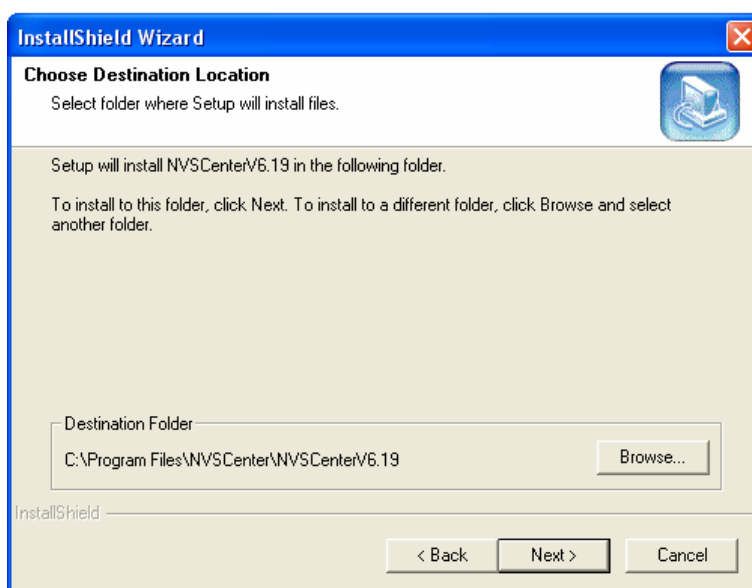 InstallShield Wizard
Choose Destination Location
Select folder where Setup will install files.
Setup will install NVSCenterV6.19 in the following folder.
To install to this folder, click Next. To install to a different folder, click Browse and select
another folder.
Destination Folder
C:\Program Files\NVSCenter\NVSCenterV6.19
Browse...
InstallShield
< Back
Next >
Cancel